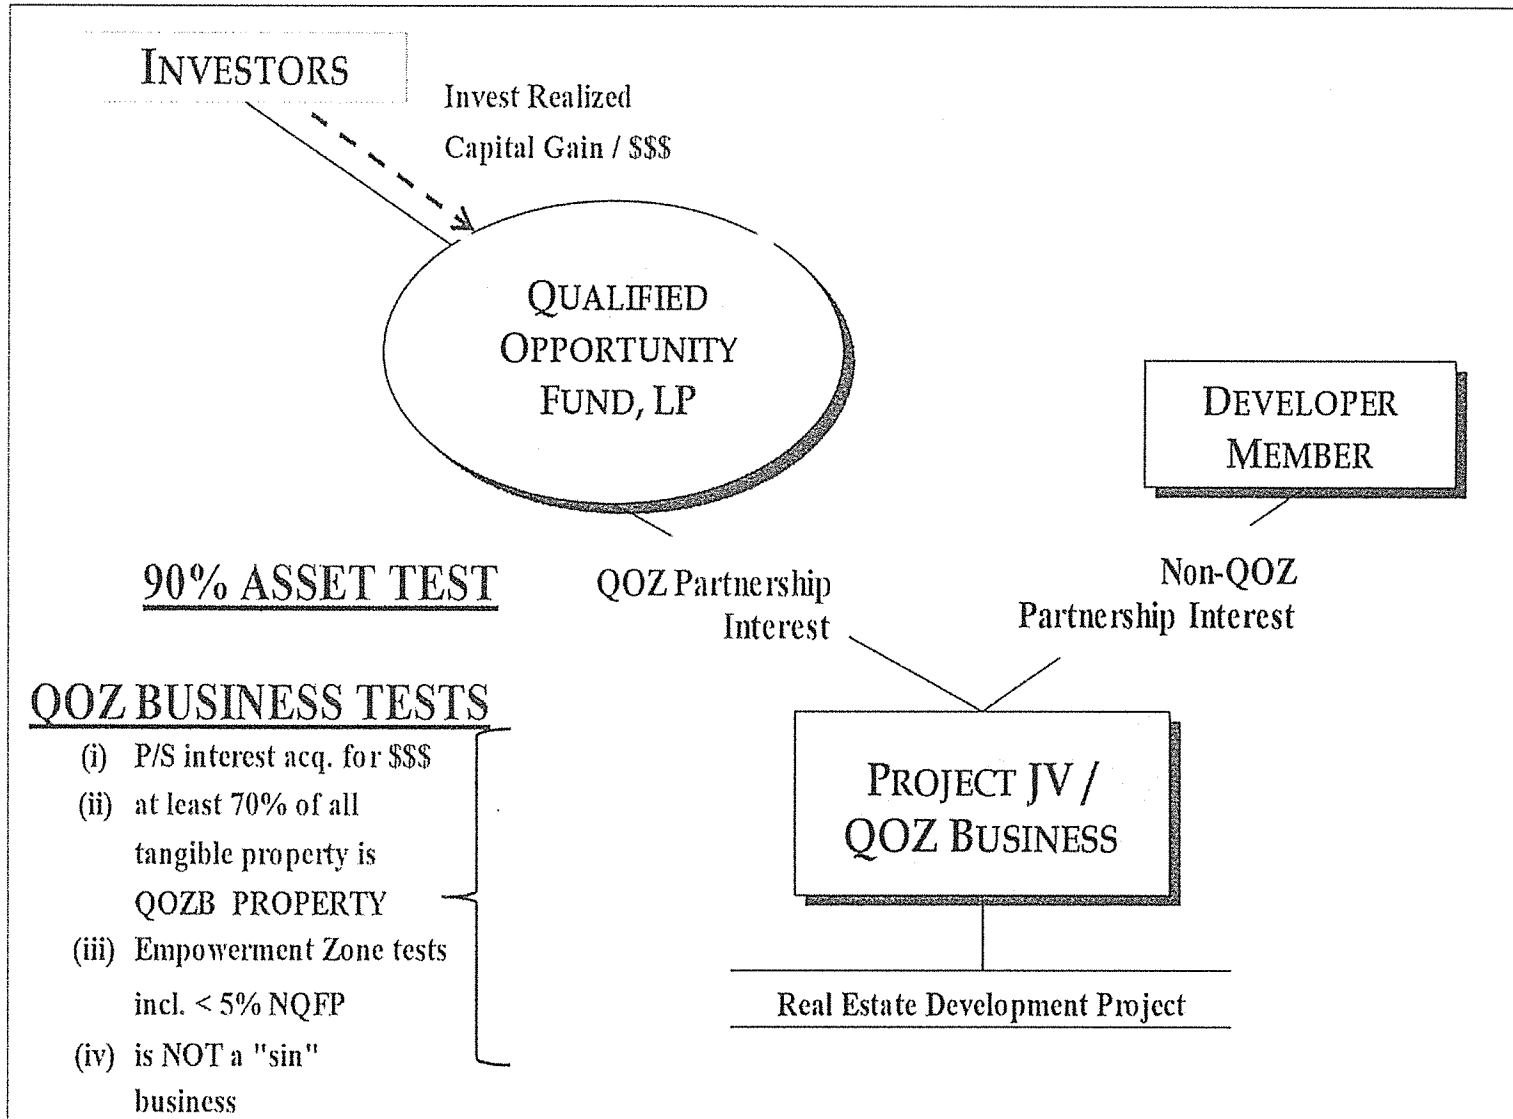 INVESTORS
Invest Realized
Capital Gain / $$$
QUALIFIED
OPPORTUNITY
FUND, LP
DEVELOPER
MEMBER
90% ASSET TEST
QOZ Partnership
Interest
Non-QOZ
Partnership Interest
QOZ BUSINESS TESTS
(i) P/S interest acq. for $$$
(ii) at least 70% of all
tangible property is
QOZB PROPERTY
(iii) Empowerment Zone tests
incl. < 5% NQFP
(iv) is NOT a "sin"
business
PROJECT JV /
QOZ BUSINESS
Real Estate Development Project